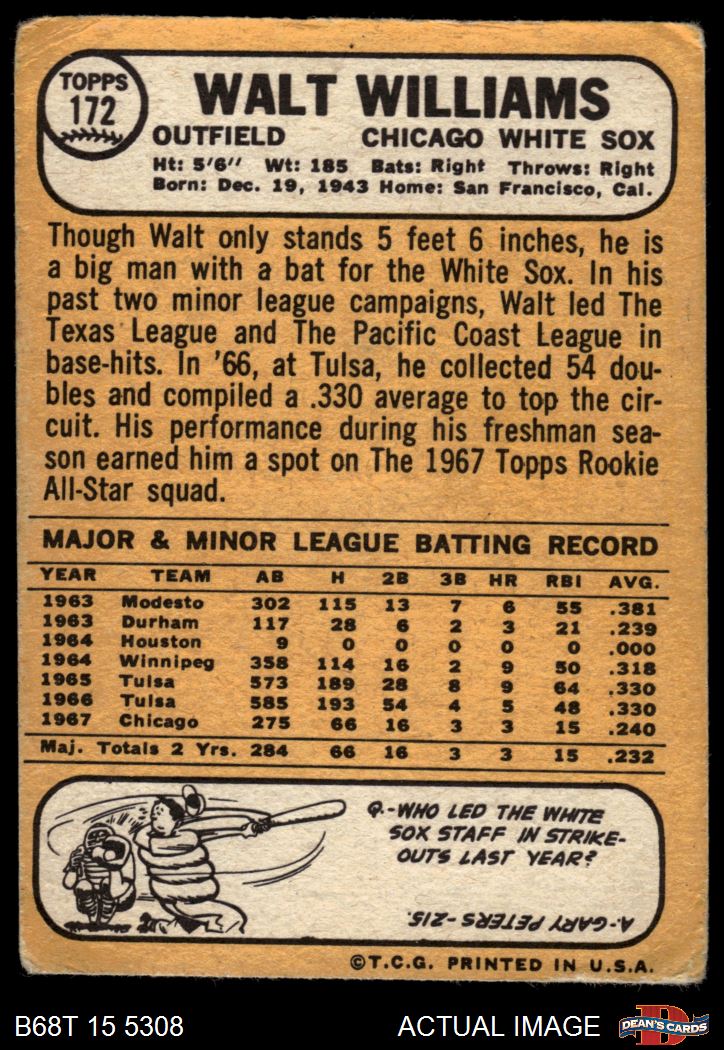 TOPPS
172
WALT WILLIAMS
OUTFIELD CHICAGO WHITE SOX
Ht: 5'6" Wt: 185 Bats: Right Throws: Right
Born: Dec. 19, 1943 Home: San Francisco, Cal.
Though Walt only stands 5 feet 6 inches, he is
a big man with a bat for the White Sox. In his
past two minor league campaigns, Walt led The
Texas League and The Pacific Coast League in
base-hits. In '66, at Tulsa, he collected 54 dou-
bles and compiled a .330 average to top the cir-
cuit. His performance during his freshman sea-
son earned him a spot on The 1967 Topps Rookie
All-Star squad.
MAJOR & MINOR LEAGUE BATTING RECORD
YEAR TEAM AB H 2B 3B HR RBI AVG.
1963 Modesto 302 115 13 7 6 55 .381
1963 Durham 117 28 6 2 3 21 .239
1964 Houston 9 0 0 0 0 0 .000
1964 Winnipeg 358 114 16 2 9 50 .318
1965 Tulsa 573 189 28 8 9 64 .330
1966 Tulsa 585 193 54 4 5 48 .330
1967 Chicago 275 66 16 3 3 15 .240
Maj. Totals 2 Yrs. 284 66 16 3 3 15 .232
Q.-WHO LED THE WHITE
SOX STAFF IN STRIKE-
OUTS LAST YEAR?
A-GARY PETERS-215.
©T.C.G. PRINTED IN U.S.A.
B68T 15 5308 ACTUAL IMAGE
D
DEAN'S CARDS